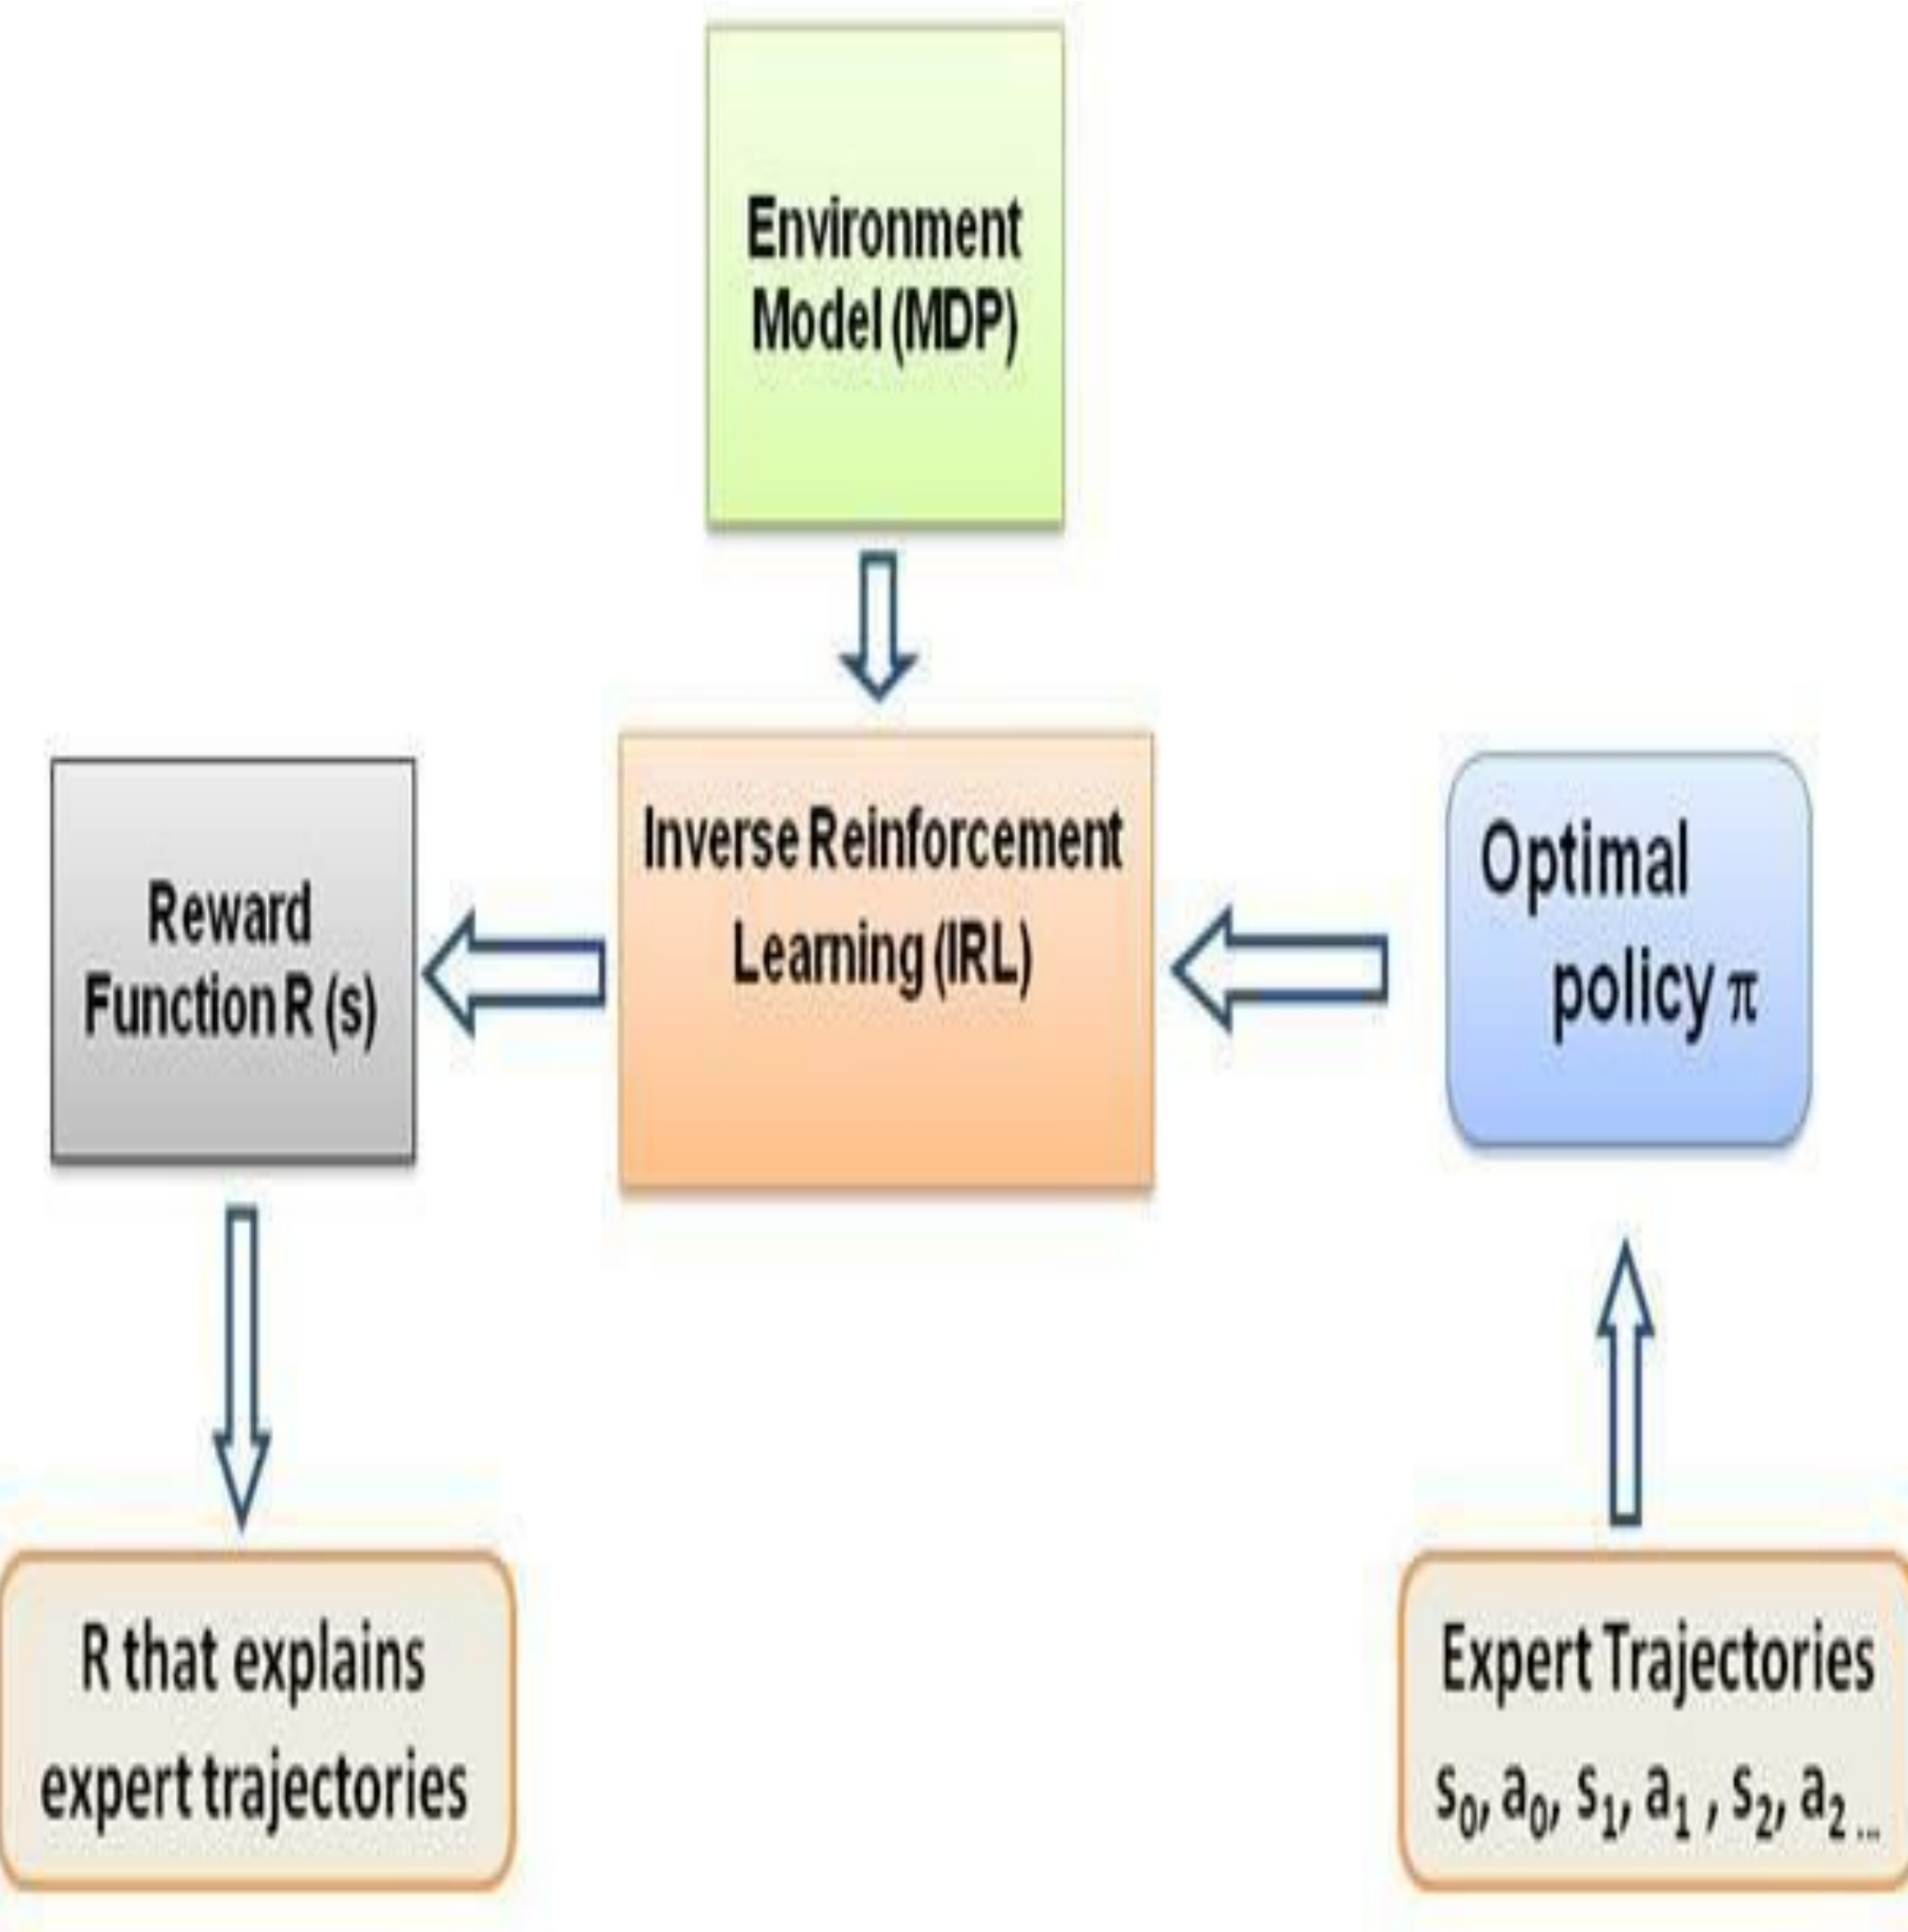 Environment
Model (MDP)
Inverse Reinforcement
Learning (IRL)
Reward
Function R (s)
Optimal
policy π
R that explains
expert trajectories
Expert Trajectories
s₀, a₀, s₁, a₁ , s₂, a₂ ...